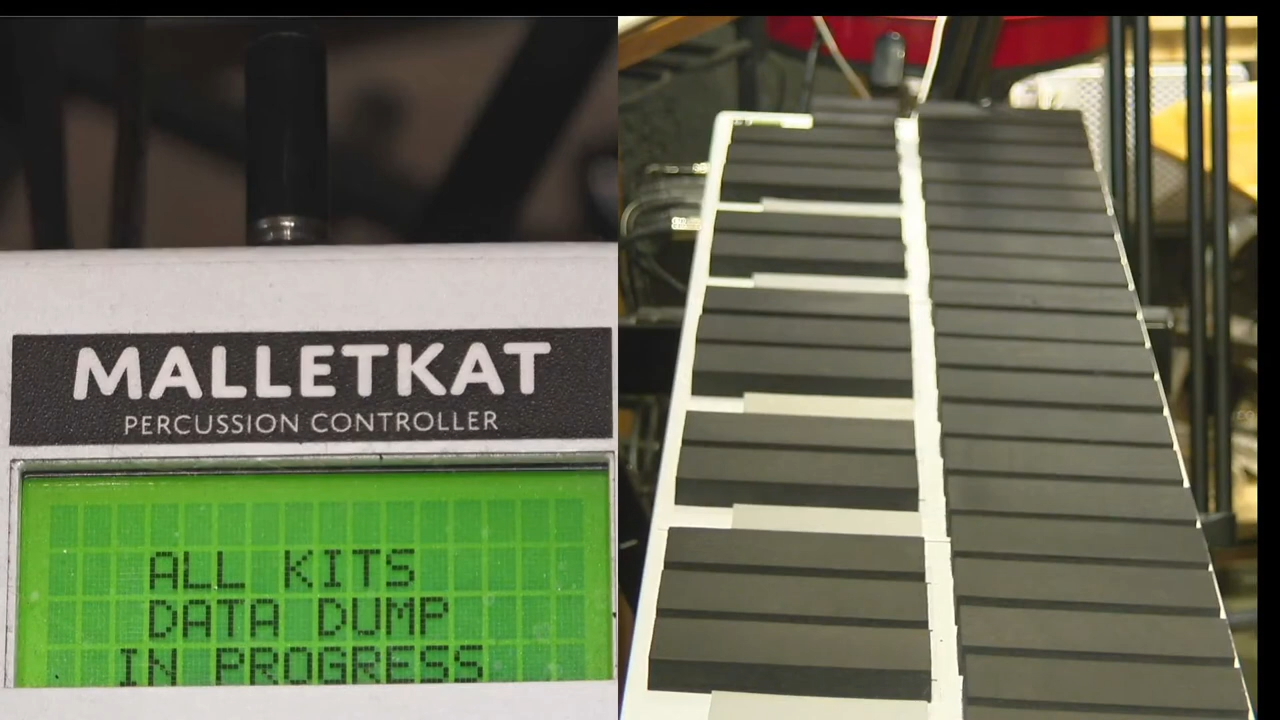 MALLETKAT
PERCUSSION CONTROLLER
ALL KITS
DATA DUMP
IN PROGRESS